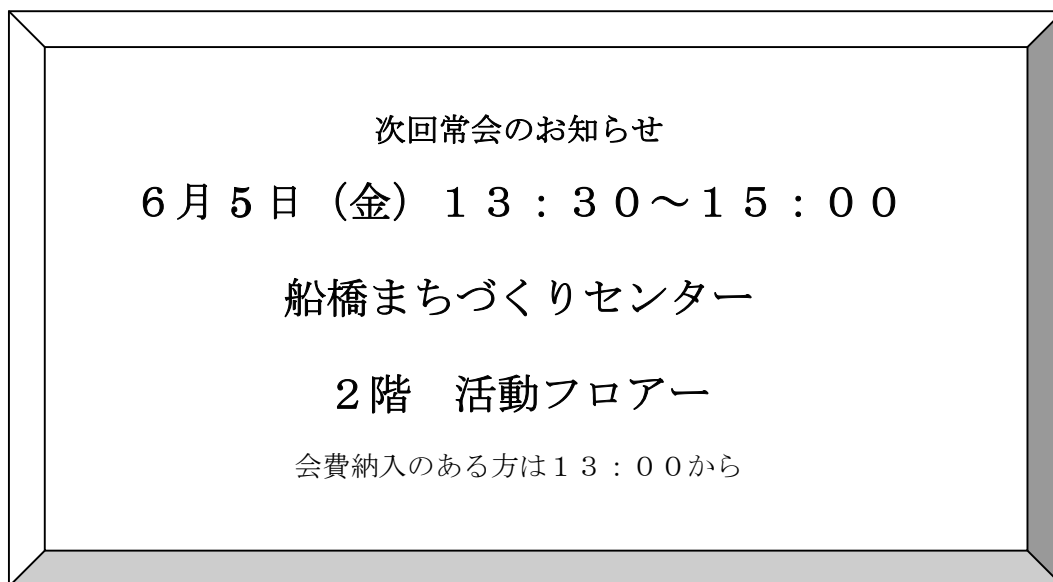 次回常会のお知らせ
６月５日（金）１３：３０～１５：００
船橋まちづくりセンター
２階　活動フロアー
会費納入のある方は１３：００から